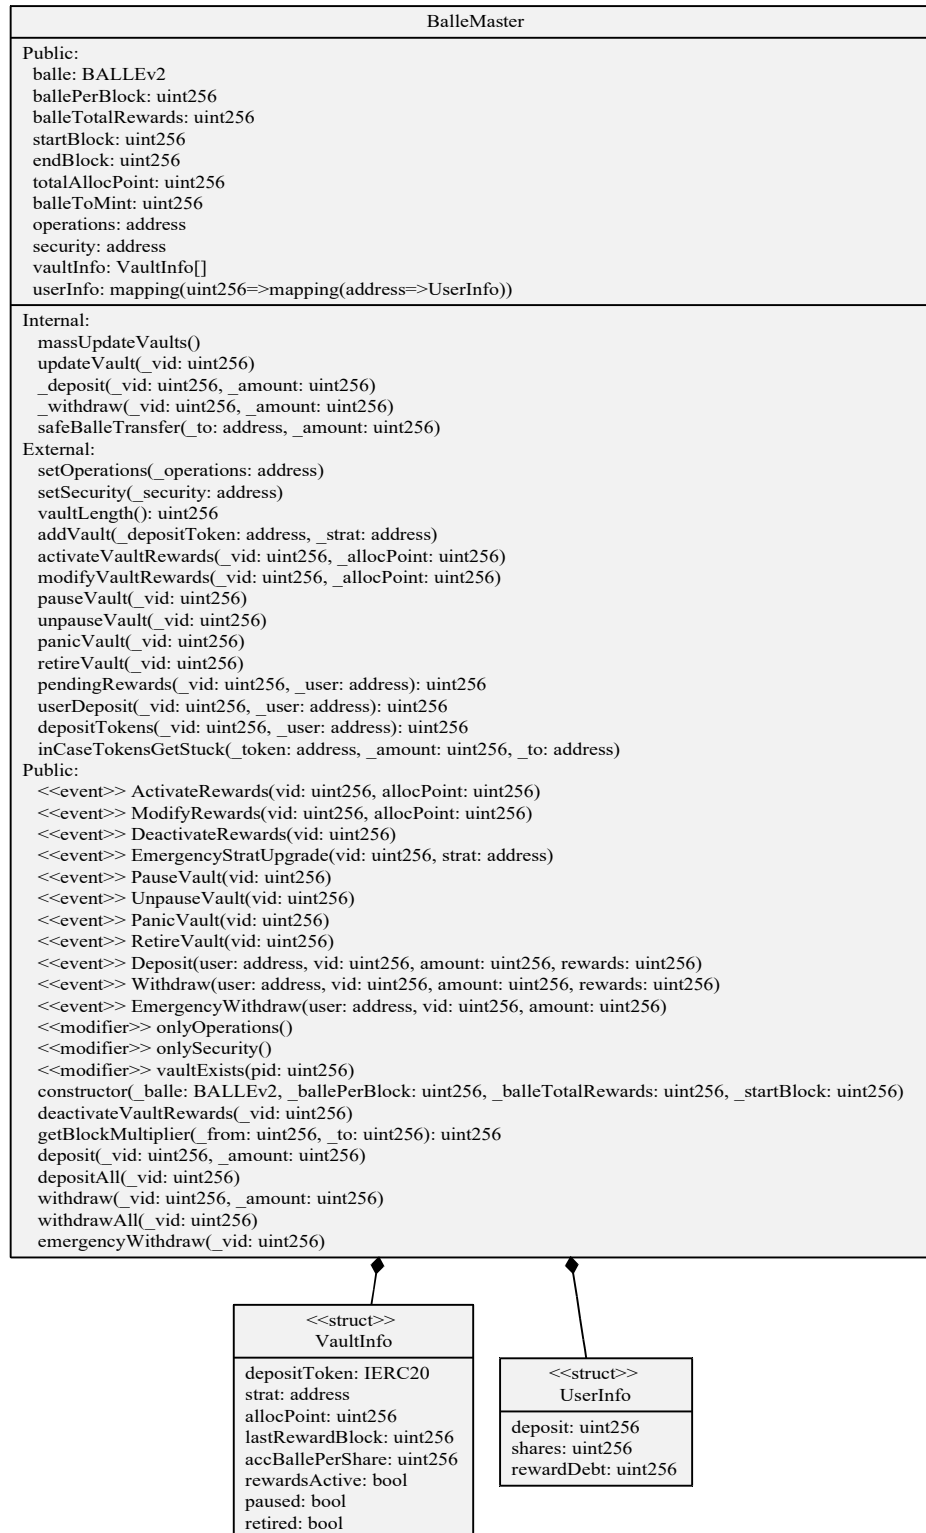 BalleMaster
Public:
balle: BALLEv2
ballePerBlock: uint256
balleTotalRewards: uint256
startBlock: uint256
endBlock: uint256
totalAllocPoint: uint256
balleToMint: uint256
operations: address
security: address
vaultInfo: VaultInfo[]
userInfo: mapping(uint256=>mapping(address=>UserInfo))
Internal:
massUpdateVaults()
updateVault(_vid: uint256)
_deposit(_vid: uint256, _amount: uint256)
_withdraw(_vid: uint256, _amount: uint256)
safeBalleTransfer(_to: address, _amount: uint256)
External:
setOperations(_operations: address)
setSecurity(_security: address)
vaultLength(): uint256
addVault(_depositToken: address, _strat: address)
activateVaultRewards(_vid: uint256, _allocPoint: uint256)
modifyVaultRewards(_vid: uint256, _allocPoint: uint256)
pauseVault(_vid: uint256)
unpauseVault(_vid: uint256)
panicVault(_vid: uint256)
retireVault(_vid: uint256)
pendingRewards(_vid: uint256, _user: address): uint256
userDeposit(_vid: uint256, _user: address): uint256
depositTokens(_vid: uint256, _user: address): uint256
inCaseTokensGetStuck(_token: address, _amount: uint256, _to: address)
Public:
<<event>> ActivateRewards(vid: uint256, allocPoint: uint256)
<<event>> ModifyRewards(vid: uint256, allocPoint: uint256)
<<event>> DeactivateRewards(vid: uint256)
<<event>> EmergencyStratUpgrade(vid: uint256, strat: address)
<<event>> PauseVault(vid: uint256)
<<event>> UnpauseVault(vid: uint256)
<<event>> PanicVault(vid: uint256)
<<event>> RetireVault(vid: uint256)
<<event>> Deposit(user: address, vid: uint256, amount: uint256, rewards: uint256)
<<event>> Withdraw(user: address, vid: uint256, amount: uint256, rewards: uint256)
<<event>> EmergencyWithdraw(user: address, vid: uint256, amount: uint256)
<<modifier>> onlyOperations()
<<modifier>> onlySecurity()
<<modifier>> vaultExists(pid: uint256)
constructor(_balle: BALLEv2, _ballePerBlock: uint256, _balleTotalRewards: uint256, _startBlock: uint256)
deactivateVaultRewards(_vid: uint256)
getBlockMultiplier(_from: uint256, _to: uint256): uint256
deposit(_vid: uint256, _amount: uint256)
depositAll(_vid: uint256)
withdraw(_vid: uint256, _amount: uint256)
withdrawAll(_vid: uint256)
emergencyWithdraw(_vid: uint256)
<<struct>>
VaultInfo
depositToken: IERC20
strat: address
allocPoint: uint256
lastRewardBlock: uint256
accBallePerShare: uint256
rewardsActive: bool
paused: bool
retired: bool
<<struct>>
UserInfo
deposit: uint256
shares: uint256
rewardDebt: uint256